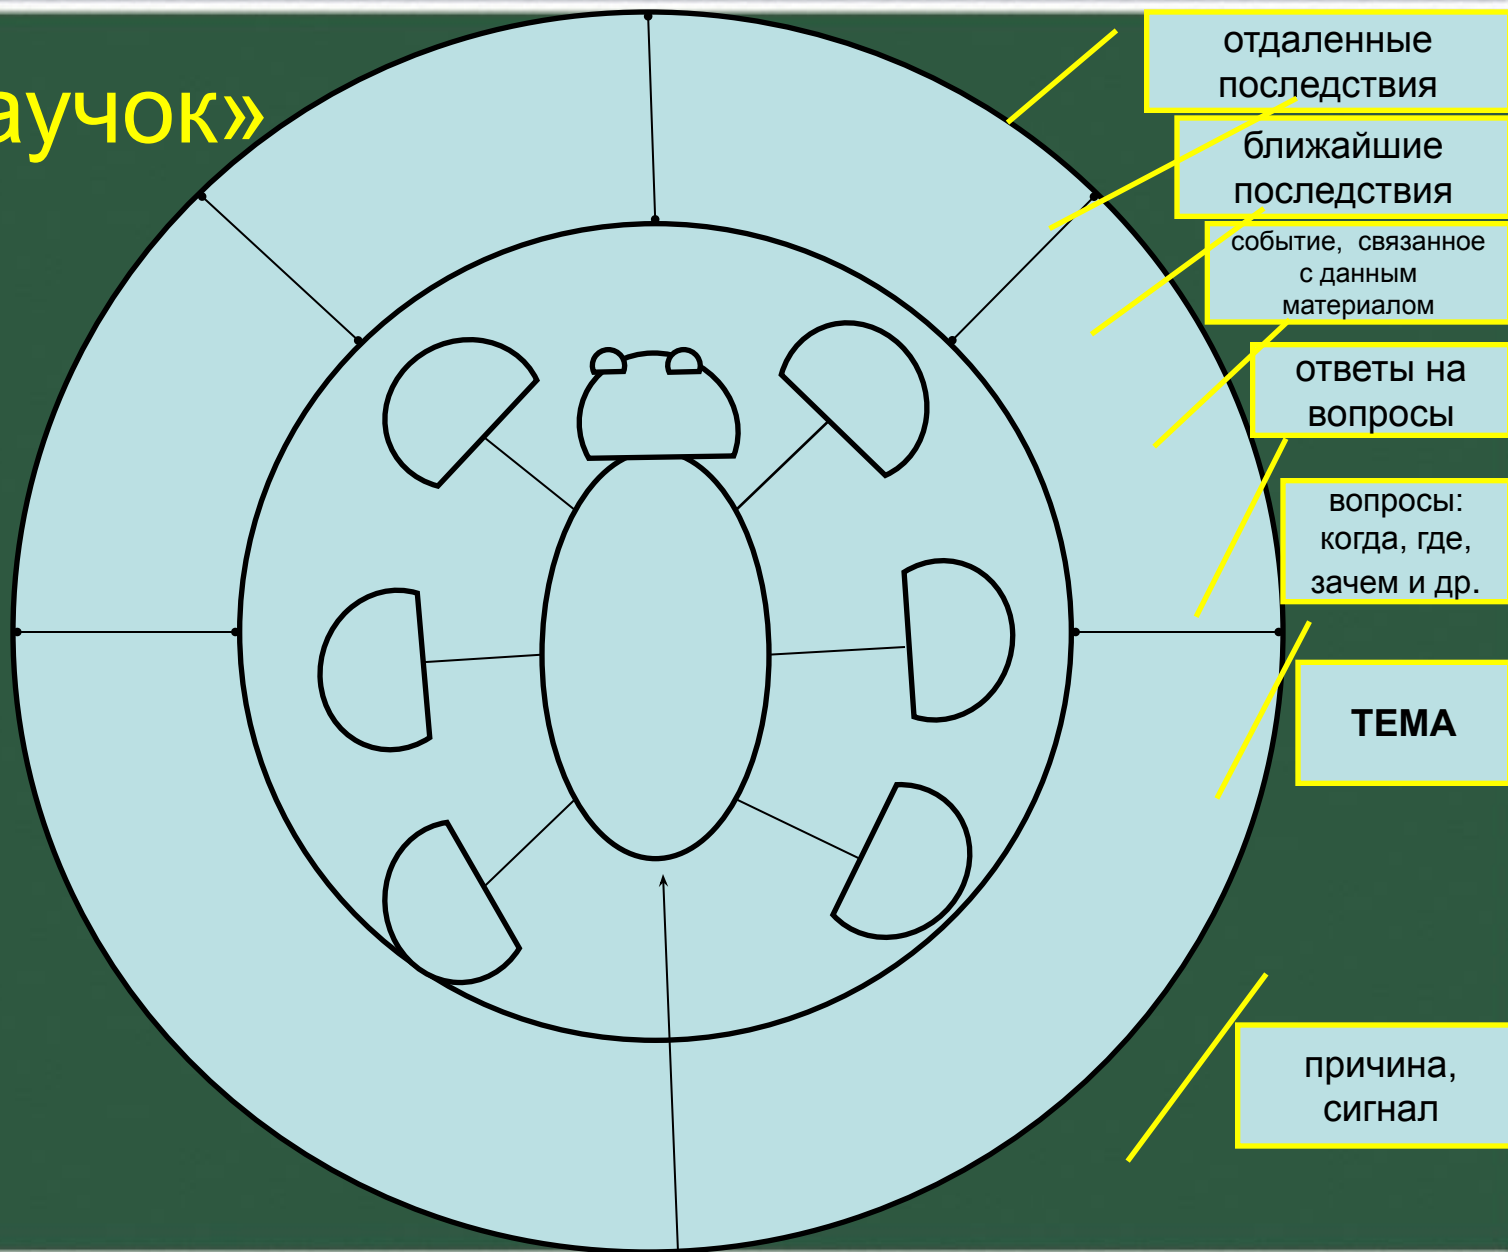 аучок»
отдаленные
последствия
ближайшие
последствия
событие, связанное
с данным
материалом
ответы на
вопросы
вопросы:
когда, где,
зачем и др.
ТЕМА
причина,
сигнал